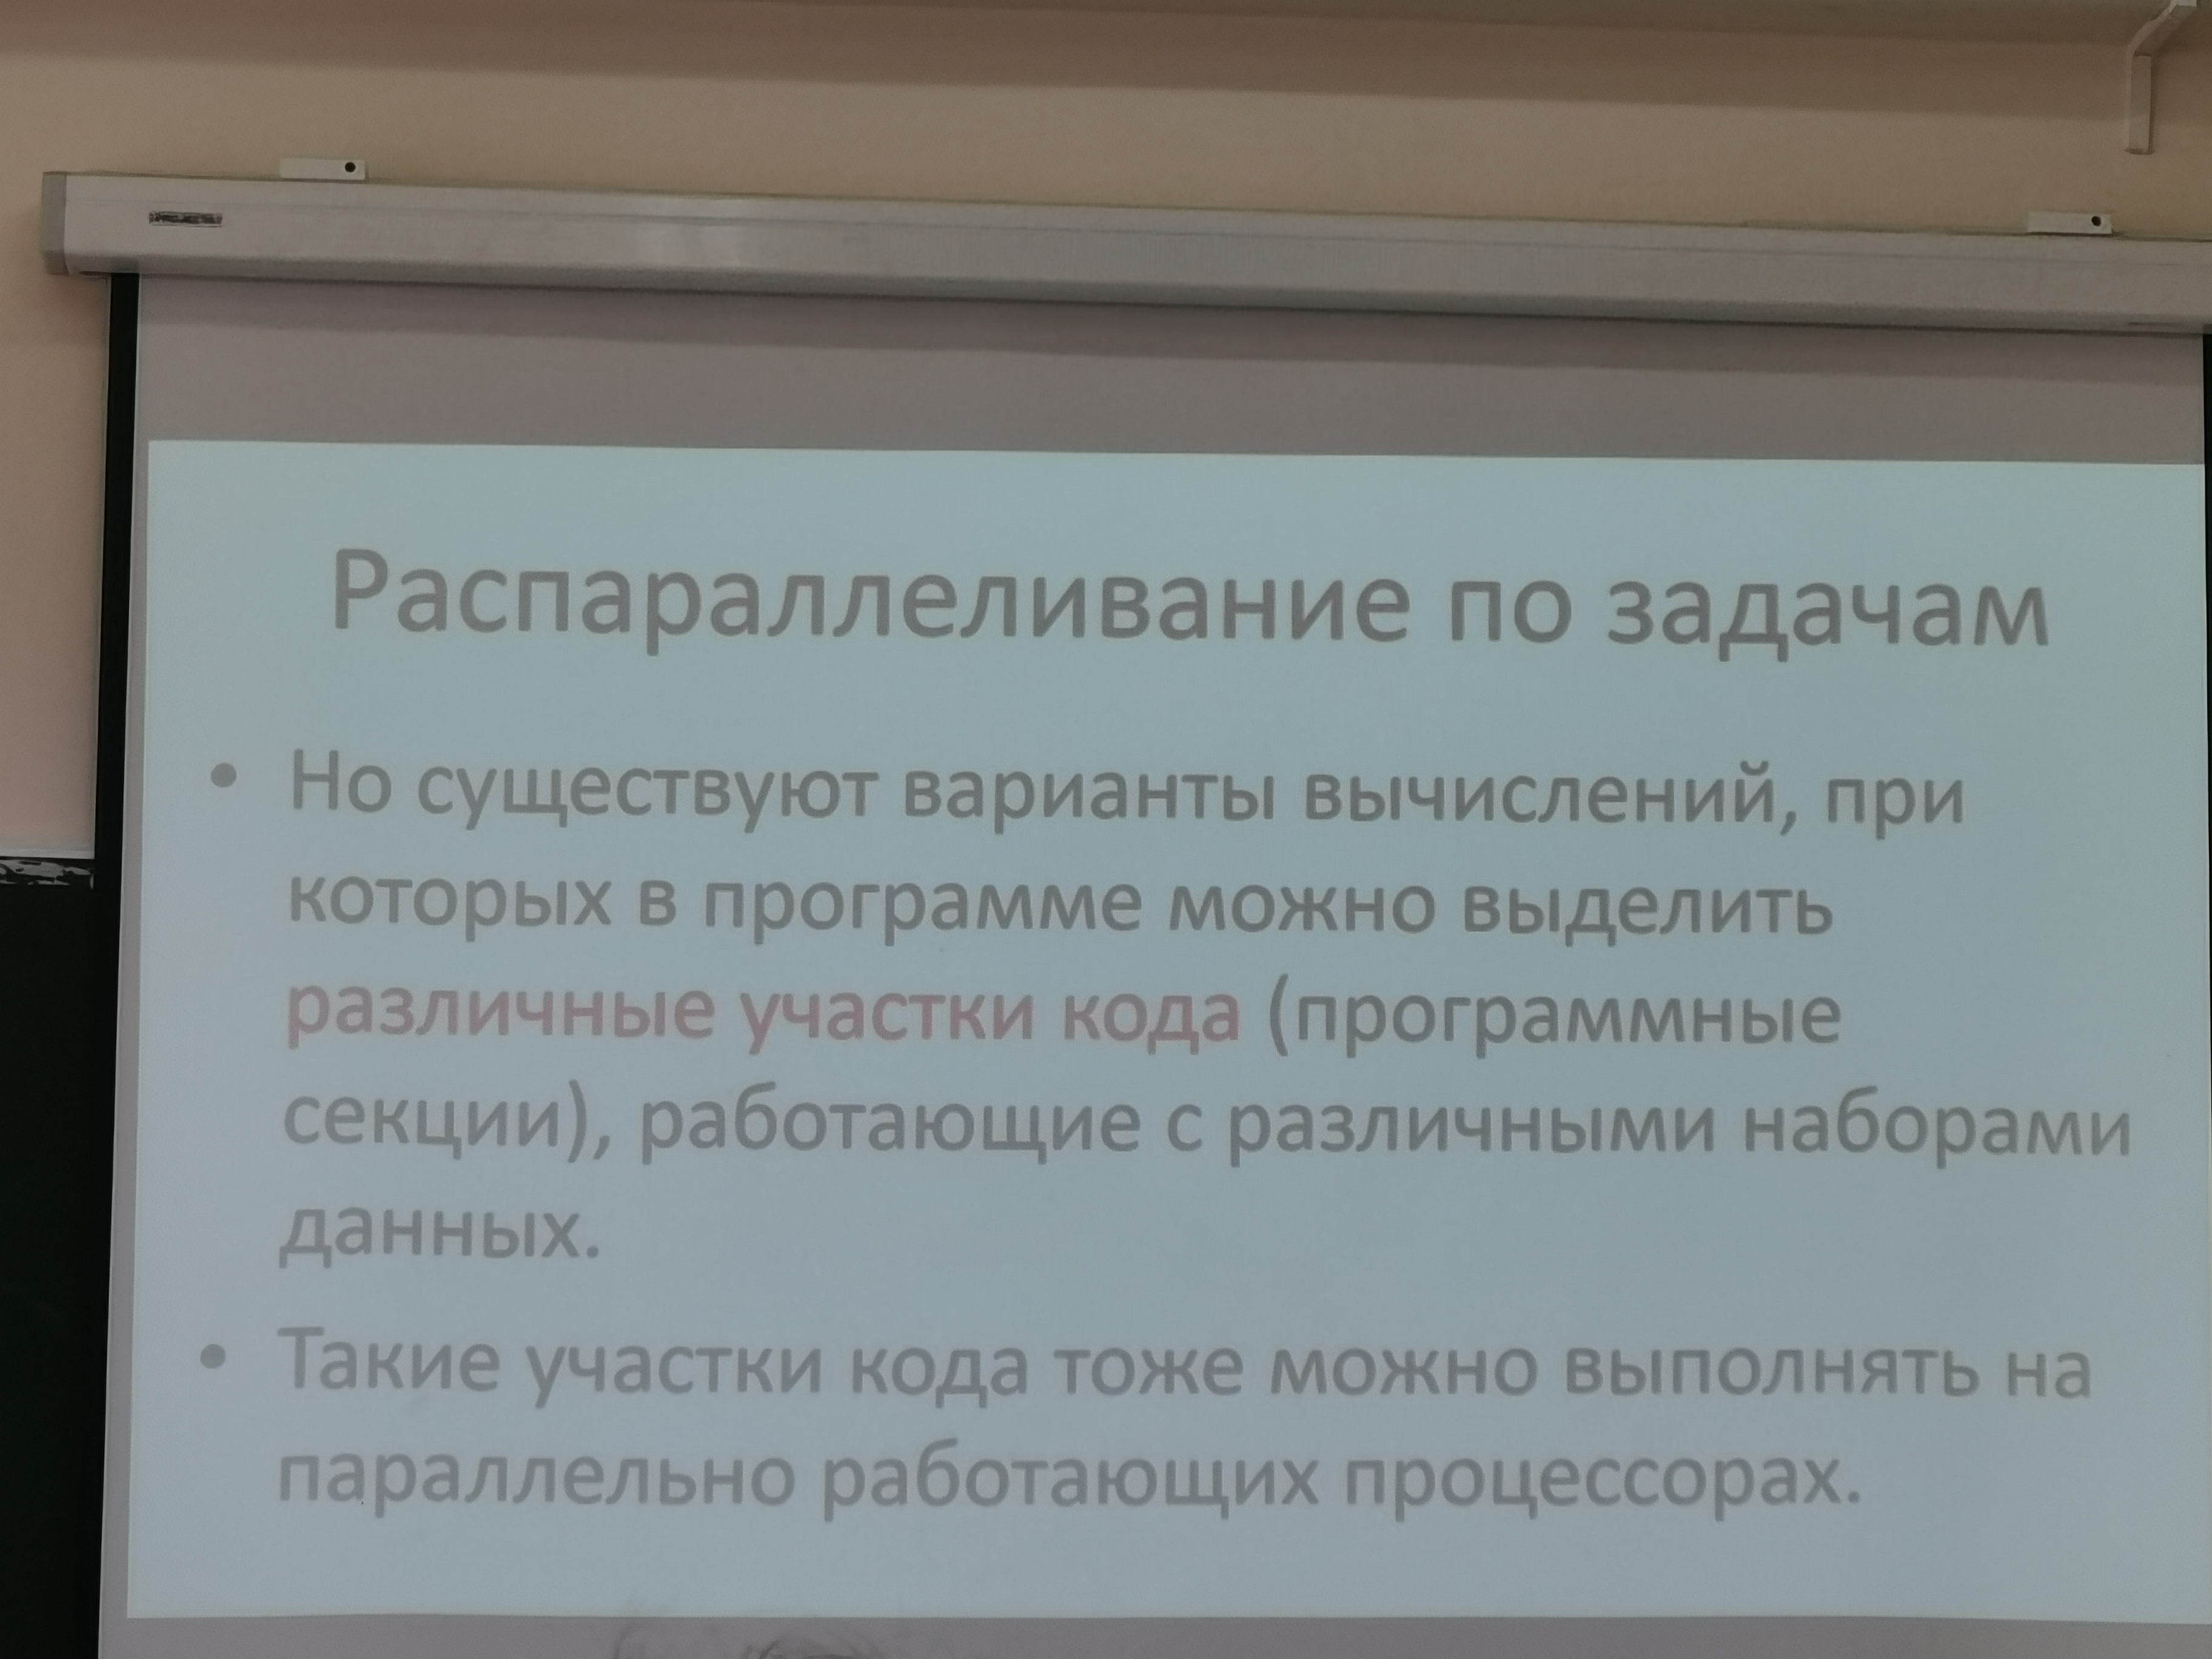 Распараллеливание по задачам
• Но существуют варианты вычислений, при
которых в программе можно выделить
различные участки кода (программные
секции), работающие с различными наборами
данных.
• Такие участки кода тоже можно выполнять на
параллельно работающих процессорах.